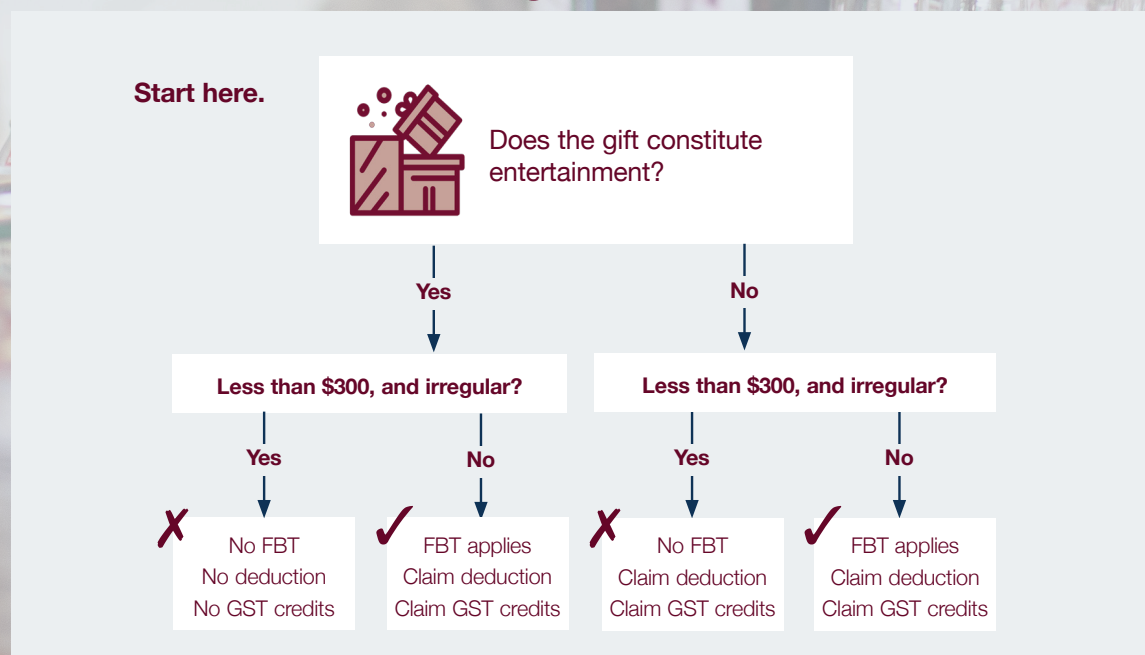 Start here.
Does the gift constitute
entertainment?
Yes
No
Less than $300, and irregular?
Less than $300, and irregular?
Yes
No
Yes
No
No FBT
No deduction
No GST credits
FBT applies
Claim deduction
Claim GST credits
No FBT
Claim deduction
Claim GST credits
FBT applies
Claim deduction
Claim GST credits